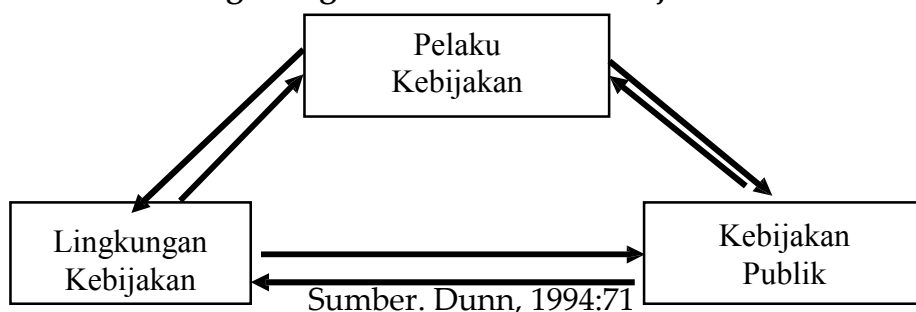 Pelaku
Kebijakan
Lingkungan
Kebijakan
Kebijakan
Publik
Sumber. Dunn, 1994:71